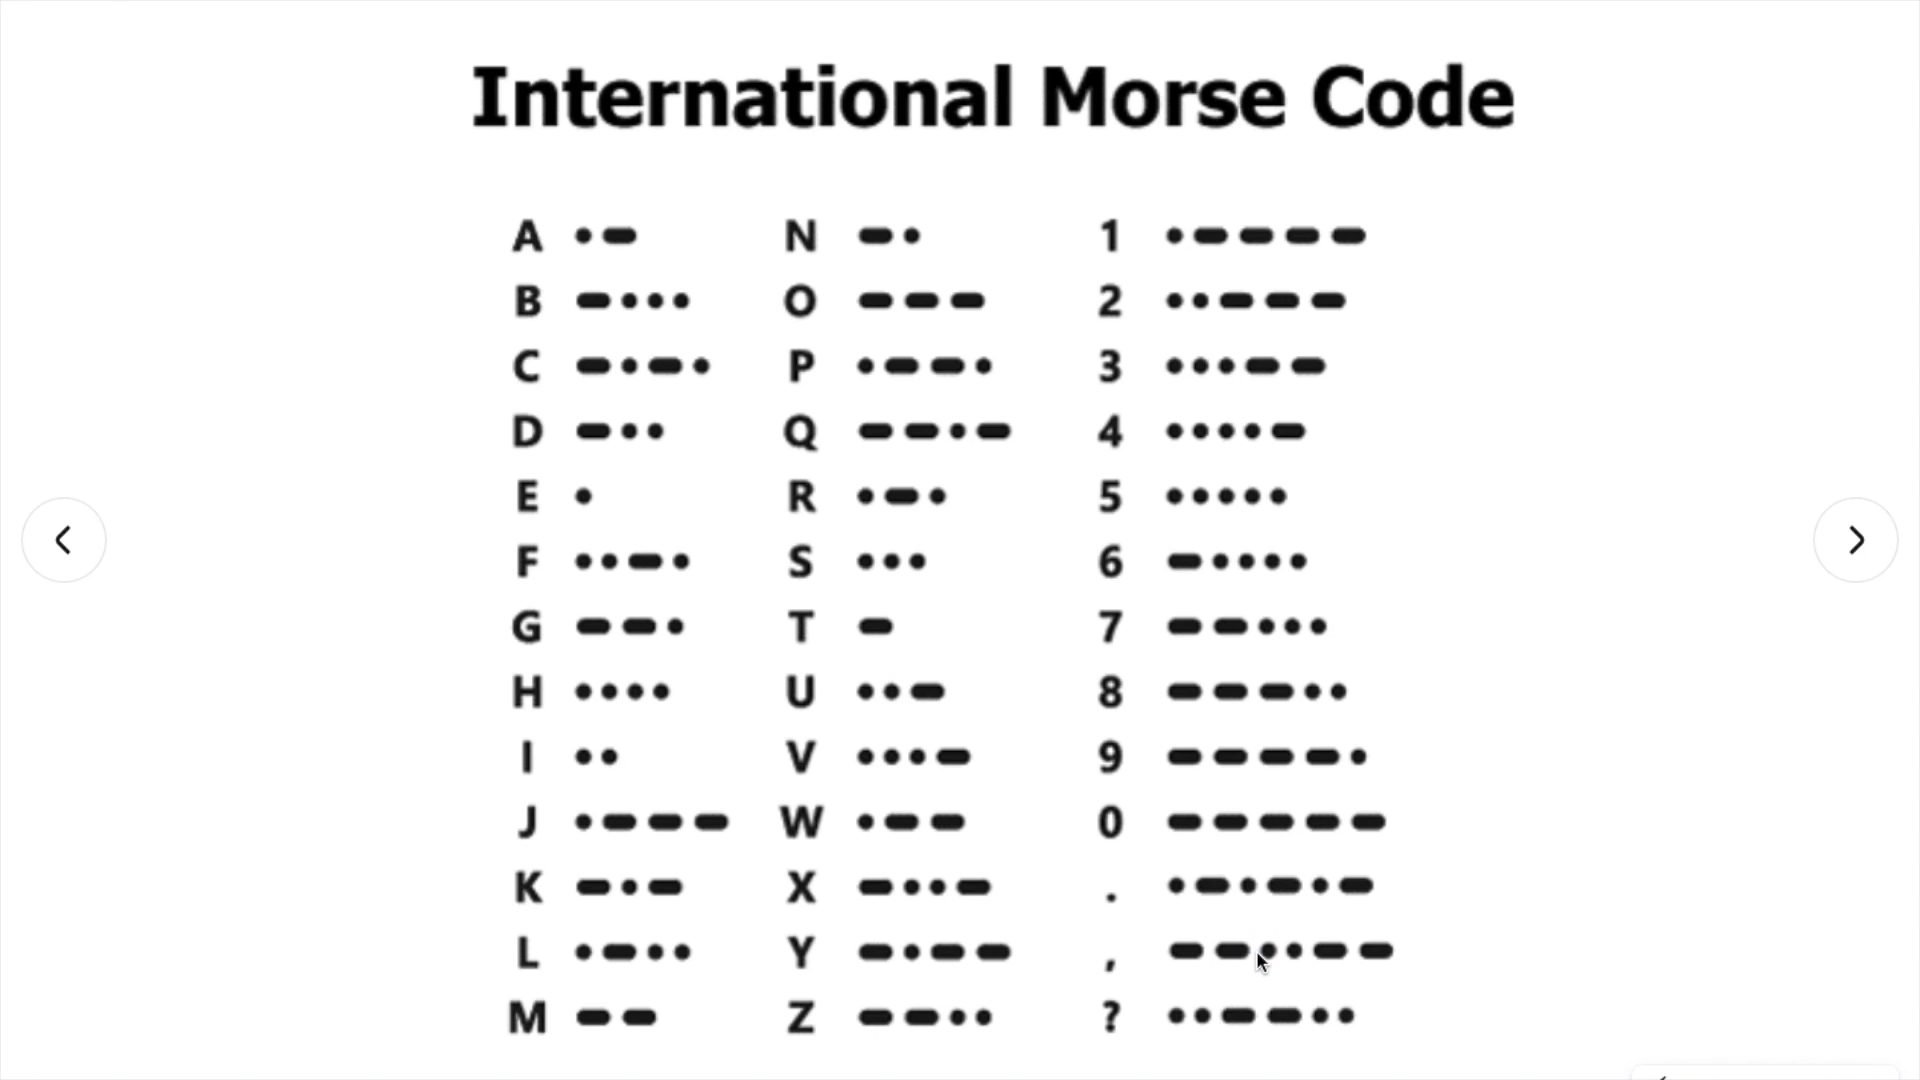 International Morse Code
A •– N –• 1 •––––
B –••• O ––– 2 ••–––
C –•–• P •––• 3 •••––
D –•• Q ––•– 4 ••••–
E • R •–• 5 •••••
F ••–• S ••• 6 –••••
G ––• T – 7 ––•••
H •••• U ••– 8 –––••
I •• V •••– 9 ––––•
J •––– W •–– 0 –––––
K –•– X –••– . •–•–•–
L •–•• Y –•–– , ––••––
M –– Z ––•• ? ••––••